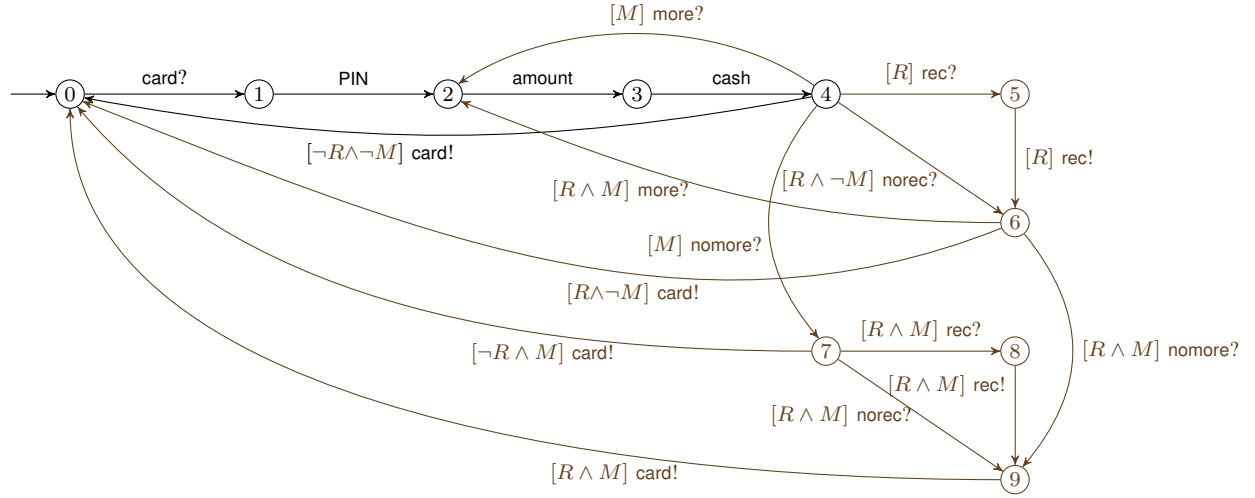 [M] more?
card?
PIN
amount
cash
[R] rec?
0
1
2
3
4
5
[¬R∧¬M] card!
[R ∧ M] more?
[R ∧ ¬M] norec?
[R] rec!
6
[M] nomore?
[R∧¬M] card!
[¬R ∧ M] card!
7
[R ∧ M] rec?
8
[R ∧ M] nomore?
[R ∧ M] rec!
[R ∧ M] norec?
[R ∧ M] card!
9